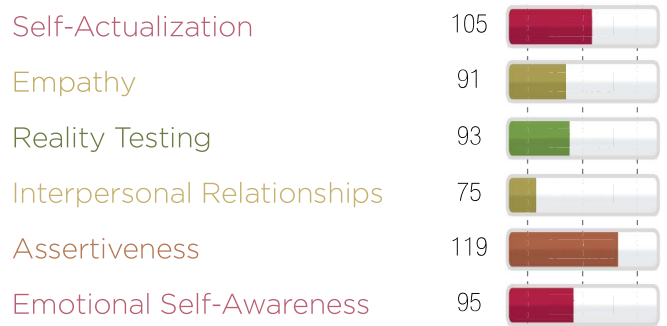 Self-Actualization 105
Empathy 91
Reality Testing 93
Interpersonal Relationships 75
Assertiveness 119
Emotional Self-Awareness 95